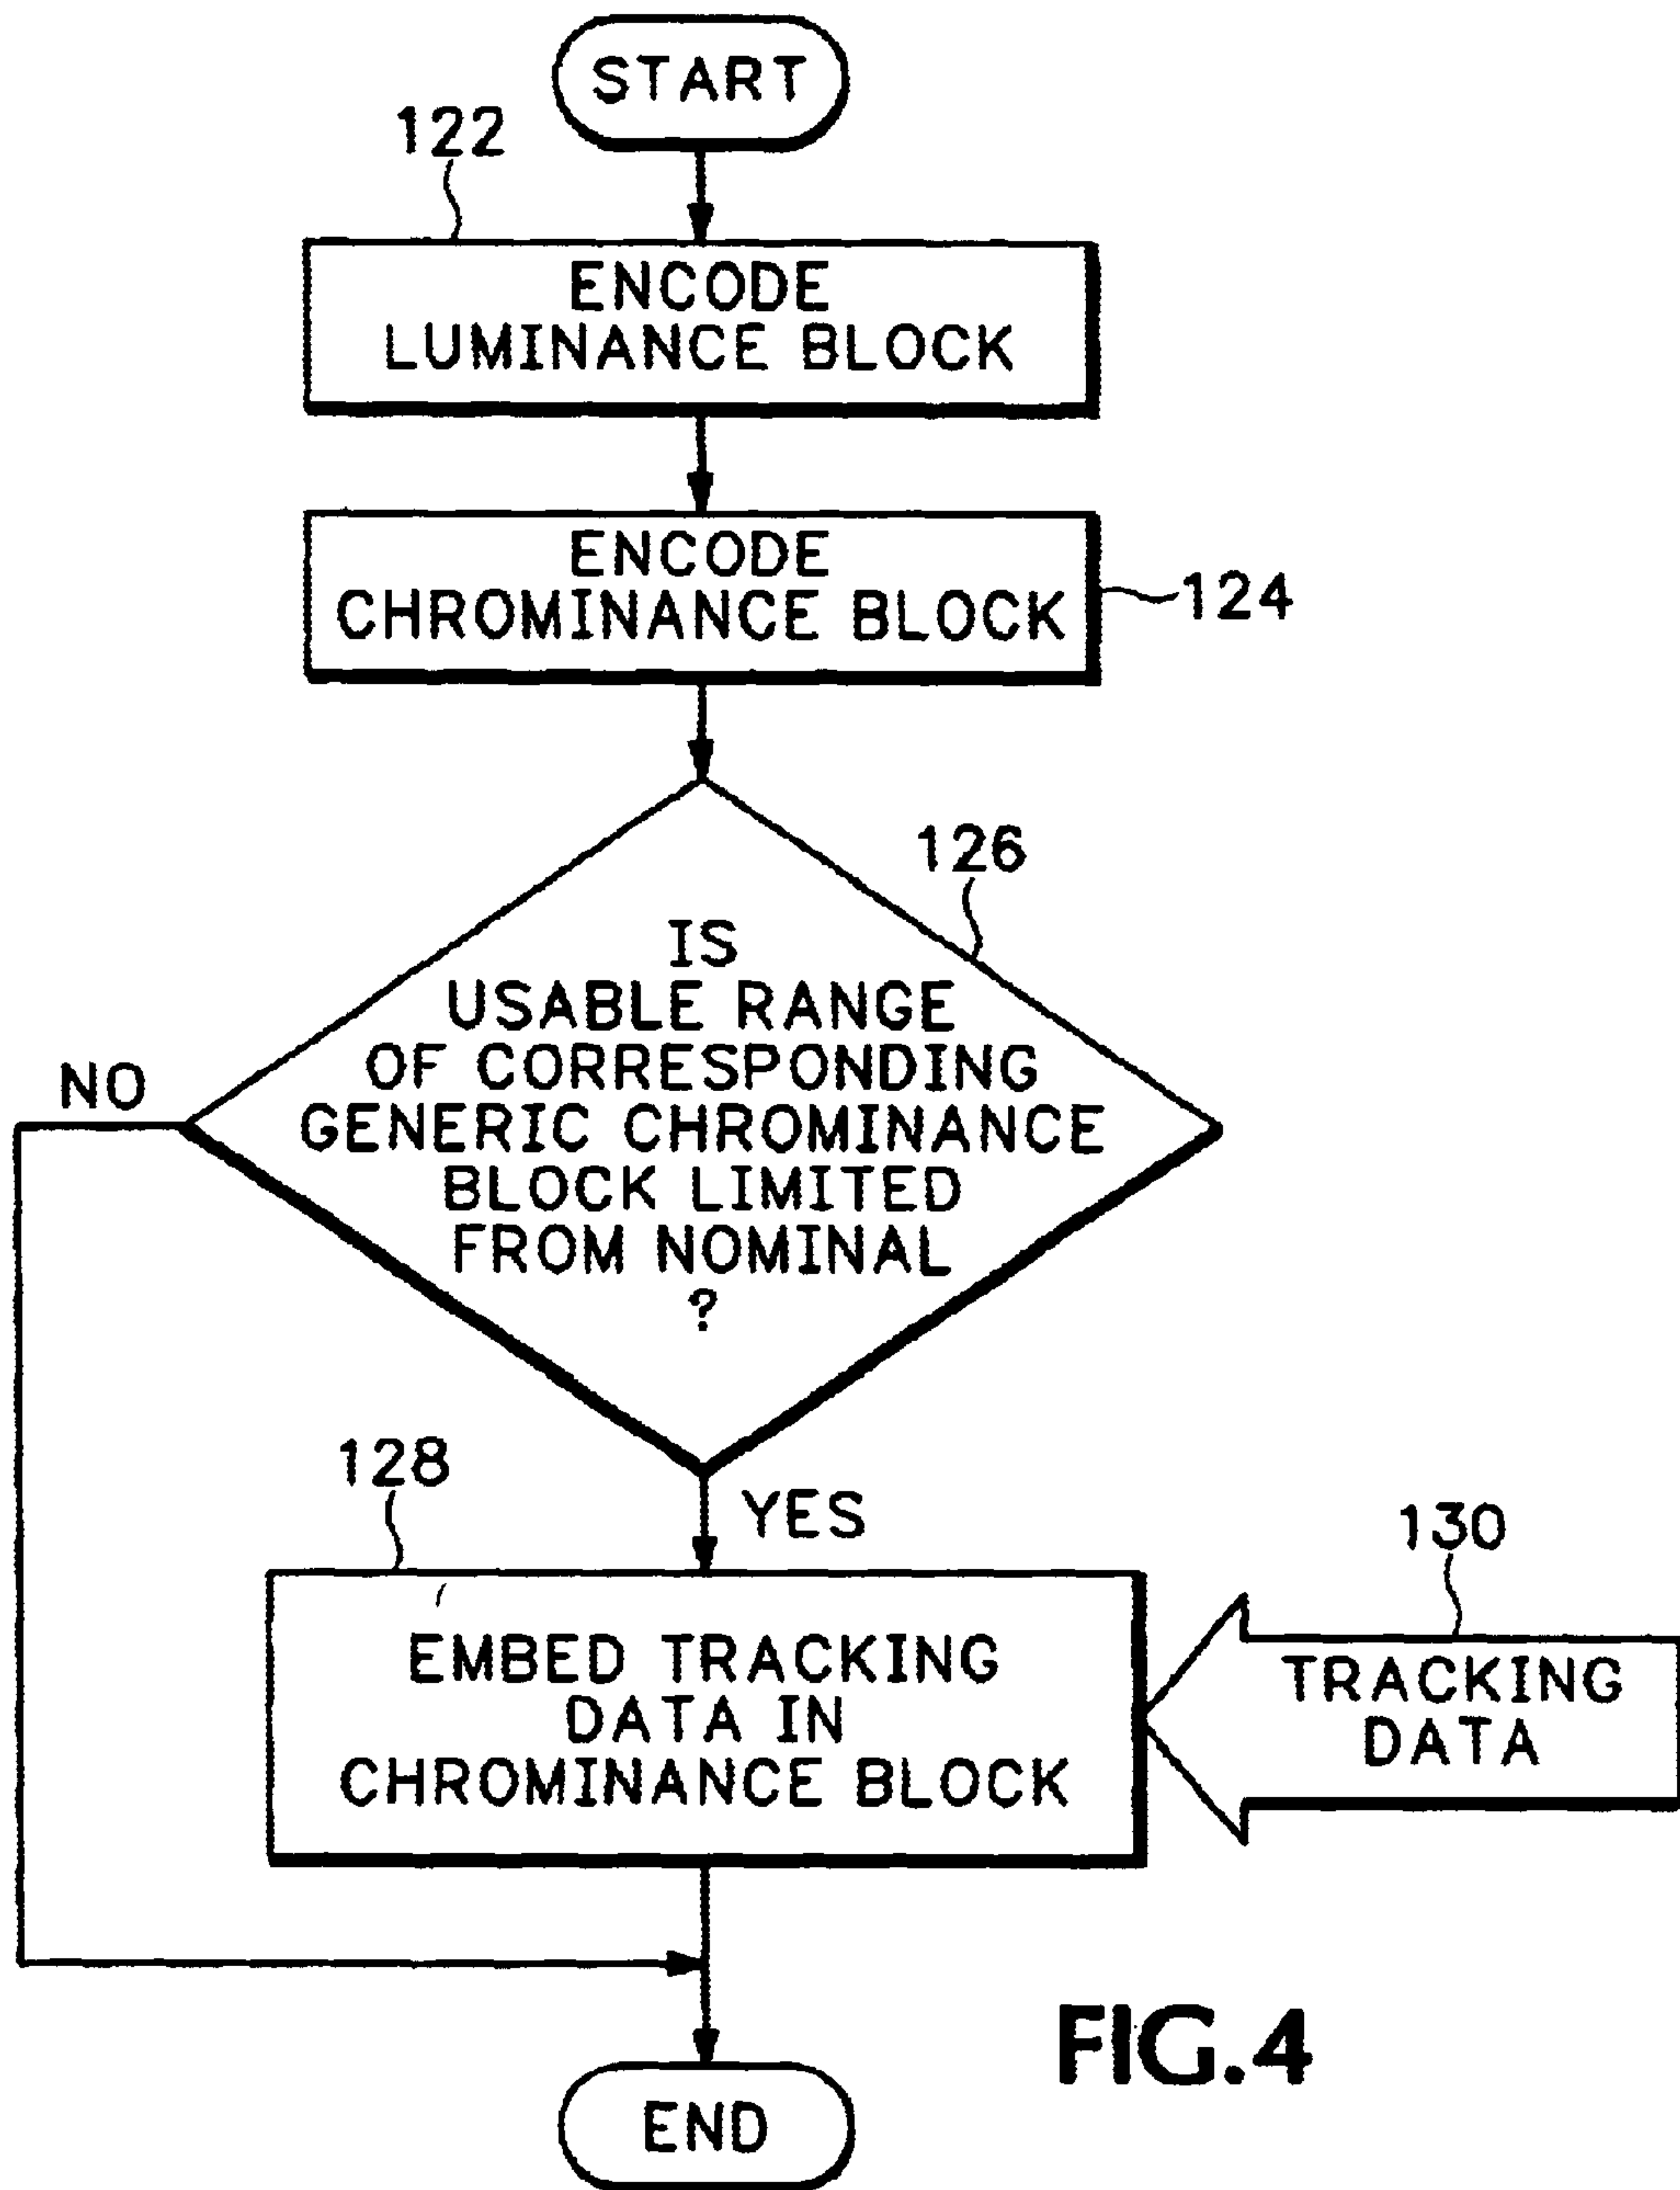 START
122
ENCODE
LUMINANCE BLOCK
ENCODE
CHROMINANCE BLOCK
124
126
IS
USABLE RANGE
OF CORRESPONDING
GENERIC CHROMINANCE
BLOCK LIMITED
FROM NOMINAL
?
NO
YES
128
EMBED TRACKING
DATA IN
CHROMINANCE BLOCK
130
TRACKING
DATA
END
FIG.4